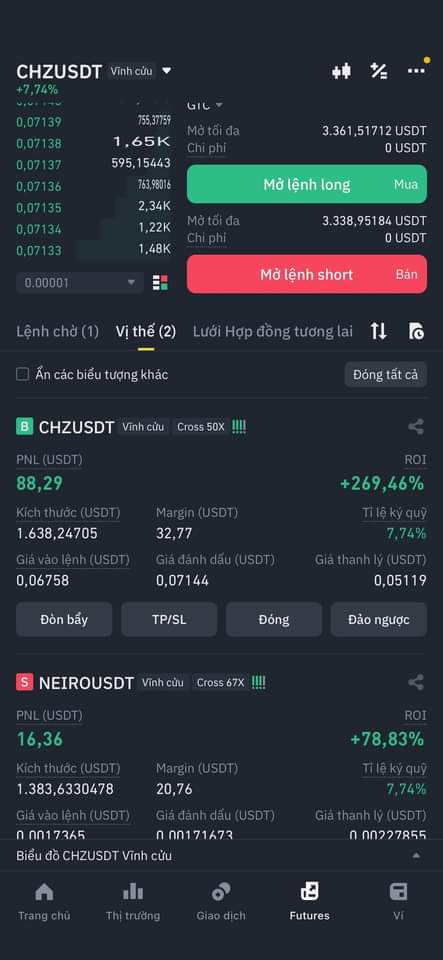 CHZUSDT Vĩnh cửu
+7,74%
0,07139 755,37759
0,07138 1,65K
0,07137 595,15443
0,07136 763,98016
0,07135 2,34K
0,07134 1,22K
0,07133 1,48K
0.00001
GTC
Mở tối đa 3.361,51712 USDT
Chi phí 0 USDT
Mở lệnh long Mua
Mở tối đa 3.338,95184 USDT
Chi phí 0 USDT
Mở lệnh short Bán
Lệnh chờ (1) Vị thế (2) Lưới Hợp đồng tương lai
Ẩn các biểu tượng khác Đóng tất cả
B CHZUSDT Vĩnh cửu Cross 50X !!!!
PNL (USDT) ROI
88,29 +269,46%
Kích thước (USDT) Margin (USDT) Tỉ lệ ký quỹ
1.638,24705 32,77 7,74%
Giá vào lệnh (USDT) Giá đánh dấu (USDT) Giá thanh lý (USDT)
0,06758 0,07144 0,05119
Đòn bẩy TP/SL Đóng Đảo ngược
S NEIROUSDT Vĩnh cửu Cross 67X !!!!
PNL (USDT) ROI
16,36 +78,83%
Kích thước (USDT) Margin (USDT) Tỉ lệ ký quỹ
1.383,6330478 20,76 7,74%
Giá vào lệnh (USDT) Giá đánh dấu (USDT) Giá thanh lý (USDT)
0,0017365 0,00171673 0,00227855
Biểu đồ CHZUSDT Vĩnh cửu
Trang chủ Thị trường Giao dịch Futures Ví